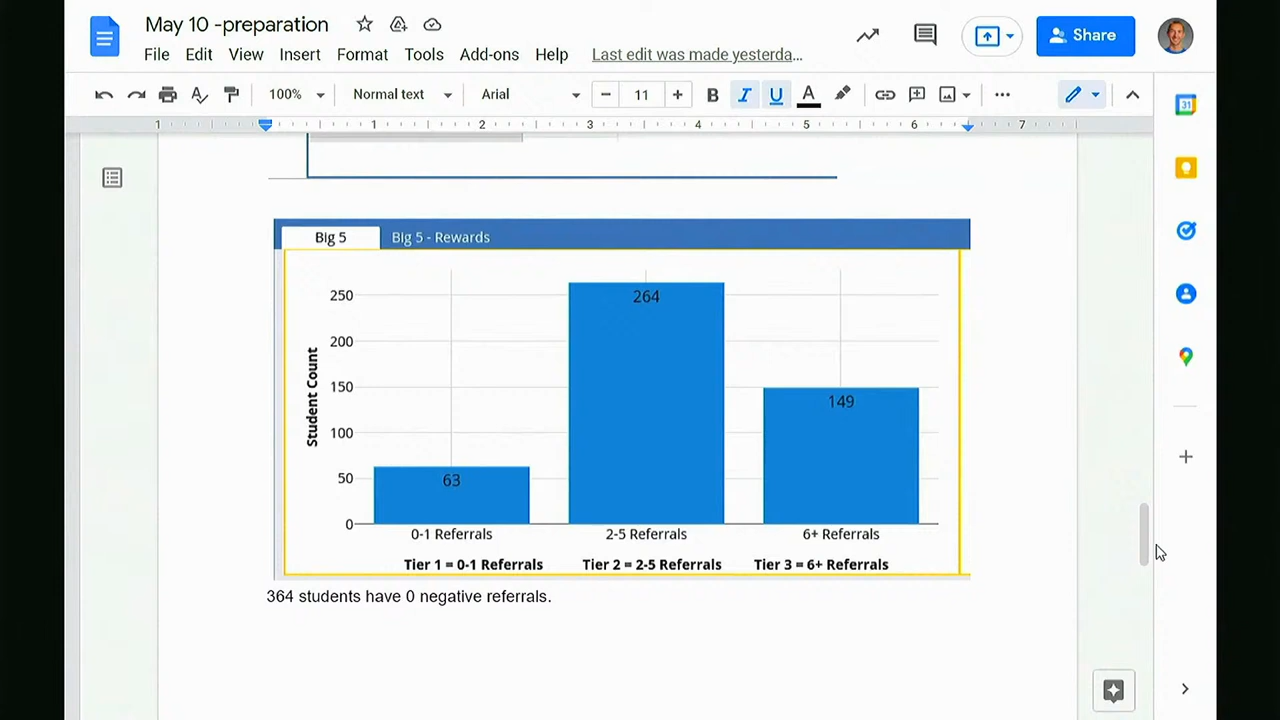 May 10 -preparation
File Edit View Insert Format Tools Add-ons Help Last edit was made yesterda...
Share
100% Normal text Arial 11 B I U A
1 1 2 3 4 5 6 7
31
Big 5 Big 5 - Rewards
Student Count
250
200
150
100
50
0
264
149
63
0-1 Referrals 2-5 Referrals 6+ Referrals
Tier 1 = 0-1 Referrals Tier 2 = 2-5 Referrals Tier 3 = 6+ Referrals
364 students have 0 negative referrals.